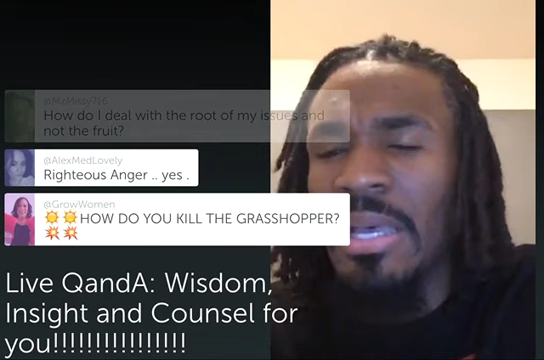 @MzMissy716
How do I deal with the root of my issues and
not the fruit?
@AlexMedLovely
Righteous Anger .. yes .
@GrowWomen
☀️☀️HOW DO YOU KILL THE GRASSHOPPER?
💥💥
Live QandA: Wisdom,
Insight and Counsel for
you!!!!!!!!!!!!!!!!!